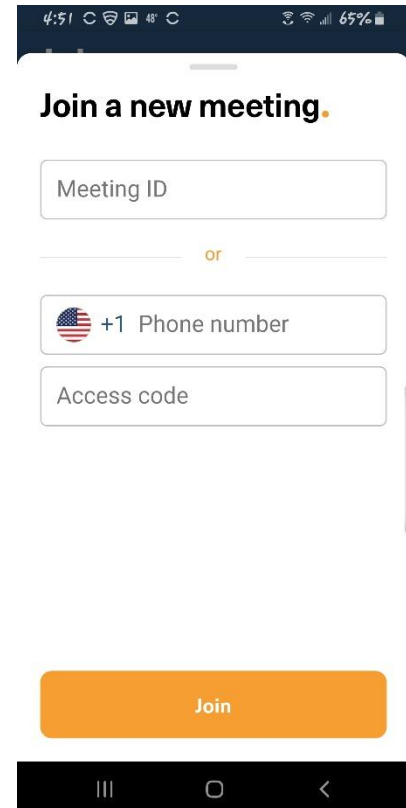 4:51 48° 65%
Join a new meeting.
Meeting ID
or
+1 Phone number
Access code
Join